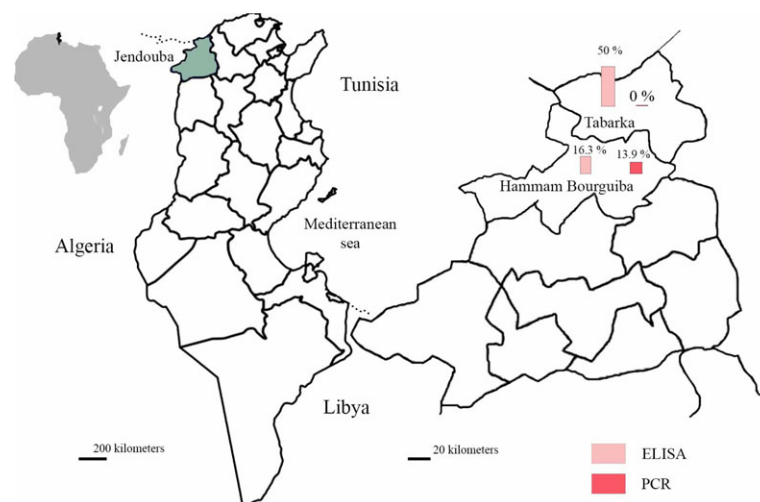 Jendouba
Tunisia
Algeria
Mediterranean
sea
Libya
200 kilometers
50 %
0 %
Tabarka
16.3 %
13.9 %
Hammam Bourguiba
20 kilometers
ELISA
PCR